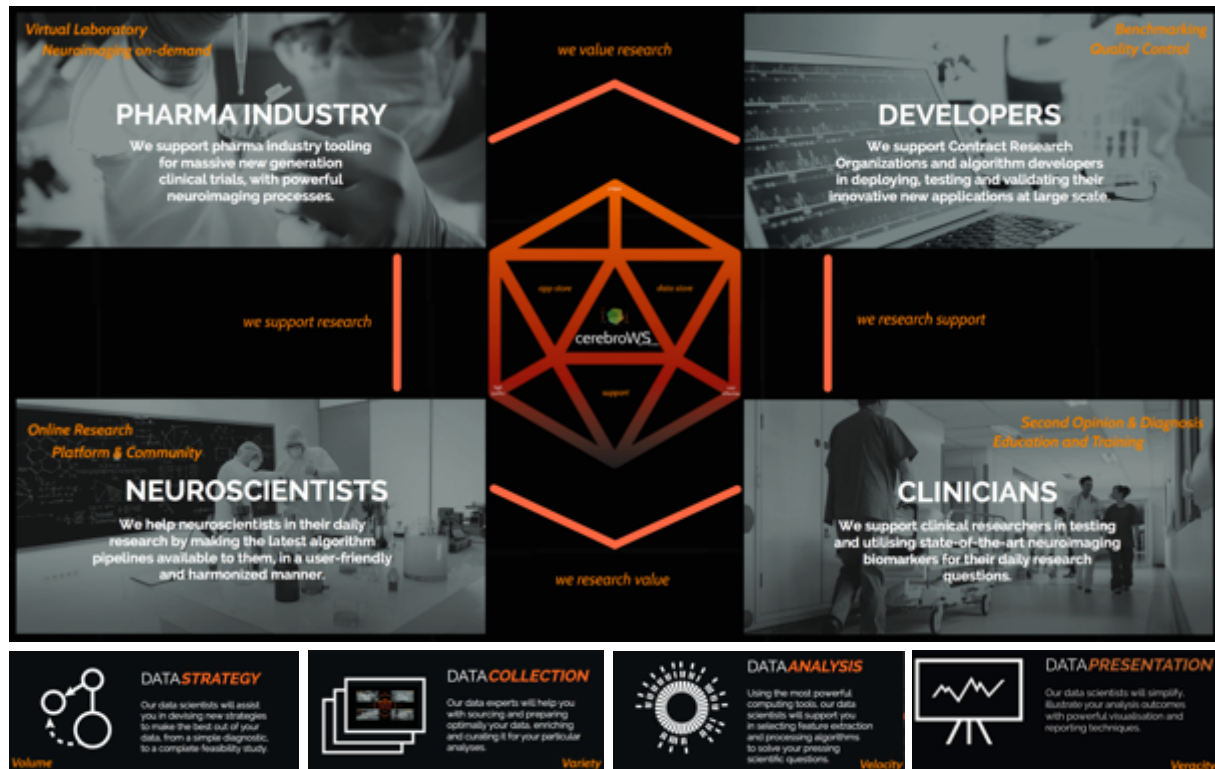 Virtual Laboratory
Neuroimaging on-demand
PHARMA INDUSTRY
We support pharma industry tooling
for massive new generation
clinical trials, with powerful
neuroimaging processes.
we value research
Benchmarking
Quality Control
DEVELOPERS
We support Contract Research
Organizations and algorithm developers
in deploying, testing and validating their
innovative new applications at large scale.
we support research
app store
data store
cerebroWS
support
we research support
Online Research
Platform & Community
NEUROSCIENTISTS
We help neuroscientists in their daily
research by making the latest algorithm
pipelines available to them, in a user-friendly
and harmonized manner.
we research value
Second Opinion & Diagnosis
Education and Training
CLINICIANS
We support clinical researchers in testing
and utilising state-of-the-art neuroimaging
biomarkers for their daily research
questions.
DATASTRATEGY
Our data scientists will assist
you in devising new strategies
to make the best out of your
data, from a simple diagnostic,
to a complete feasibility study.
Volume
DATACOLLECTION
Our data experts will help you
with sourcing and preparing
optimally your data, enriching
and curating it for your particular
analyses.
Variety
DATAANALYSIS
Using the most powerful
computing tools, our data
scientists will support you
in selecting feature extraction
and processing algorithms
to solve your pressing
scientific questions.
Velocity
DATAPRESENTATION
Our data scientists will simplify,
illustrate your analysis outcomes
with powerful visualisation and
reporting techniques.
Veracity